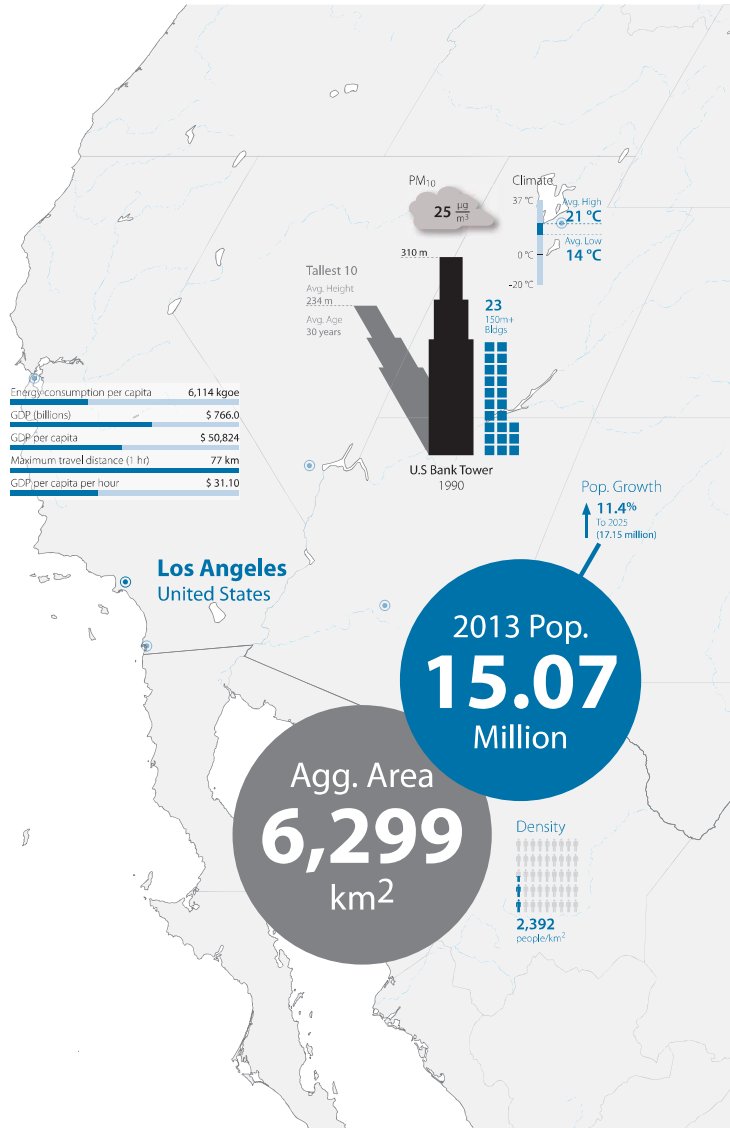 PM10
25 µg
m3
Climate
37 °C
Avg. High
21 °C
Avg. Low
14 °C
0 °C
-20 °C
310 m
Tallest 10
Avg. Height
234 m
Avg. Age
30 years
23
150m+
Bldgs
U.S Bank Tower
1990
Energy consumption per capita 6,114 kgoe
GDP (billions) $ 766.0
GDP per capita $ 50,824
Maximum travel distance (1 hr) 77 km
GDP per capita per hour $ 31.10
Pop. Growth
11.4%
To 2025
(17.15 million)
Los Angeles
United States
2013 Pop.
15.07
Million
Agg. Area
6,299
km2
Density
2,392
people/km2